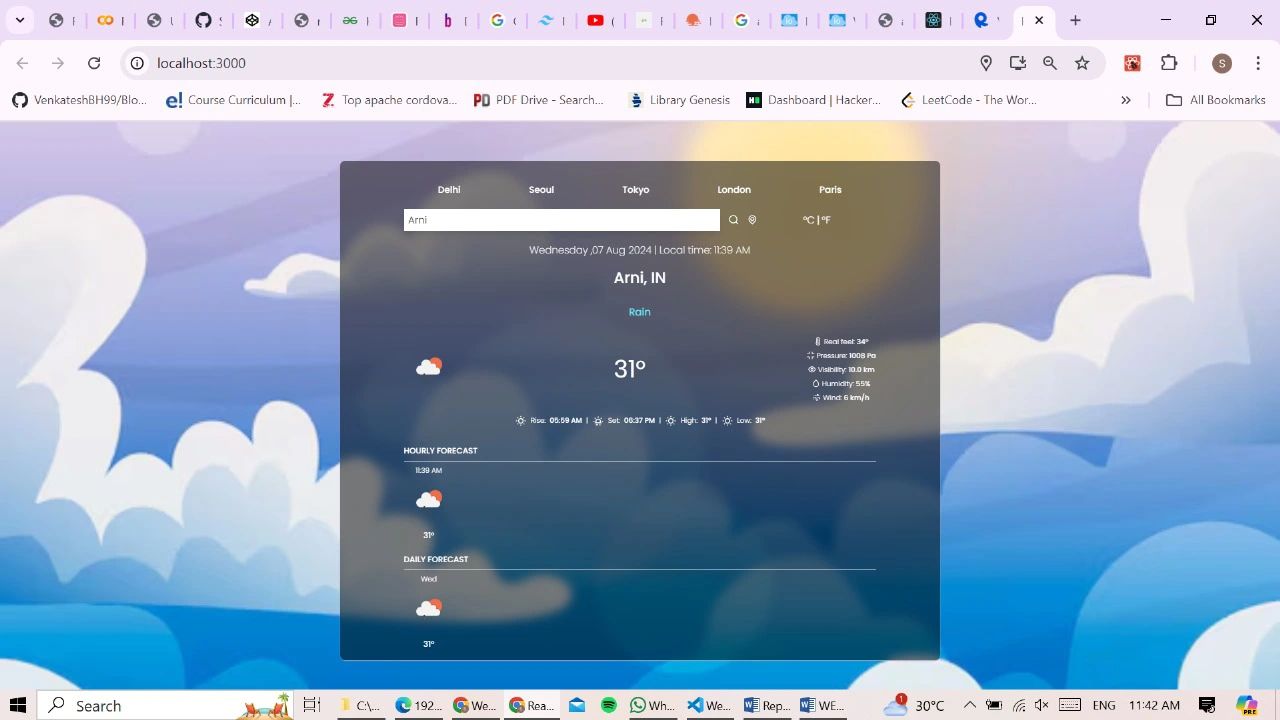 localhost:3000
VenkateshBH99/Blo...
Course Curriculum |...
Top apache cordova...
PDF Drive - Search...
Library Genesis
Dashboard | Hacker...
LeetCode - The Wor...
All Bookmarks
Delhi Seoul Tokyo London Paris
Arni
°C | °F
Wednesday ,07 Aug 2024 | Local time: 11:39 AM
Arni, IN
Rain
31°
Real feel: 34°
Pressure: 1008 Pa
Visibility: 10.0 km
Humidity: 55%
Wind: 6 km/h
Rise: 05:59 AM | Set: 06:37 PM | High: 31° | Low: 31°
HOURLY FORECAST
11:39 AM
31°
DAILY FORECAST
Wed
31°
Search
C:\
192...
We...
Rea...
Wh...
We...
Rep...
WE...
1
30°C
ENG
11:42 AM